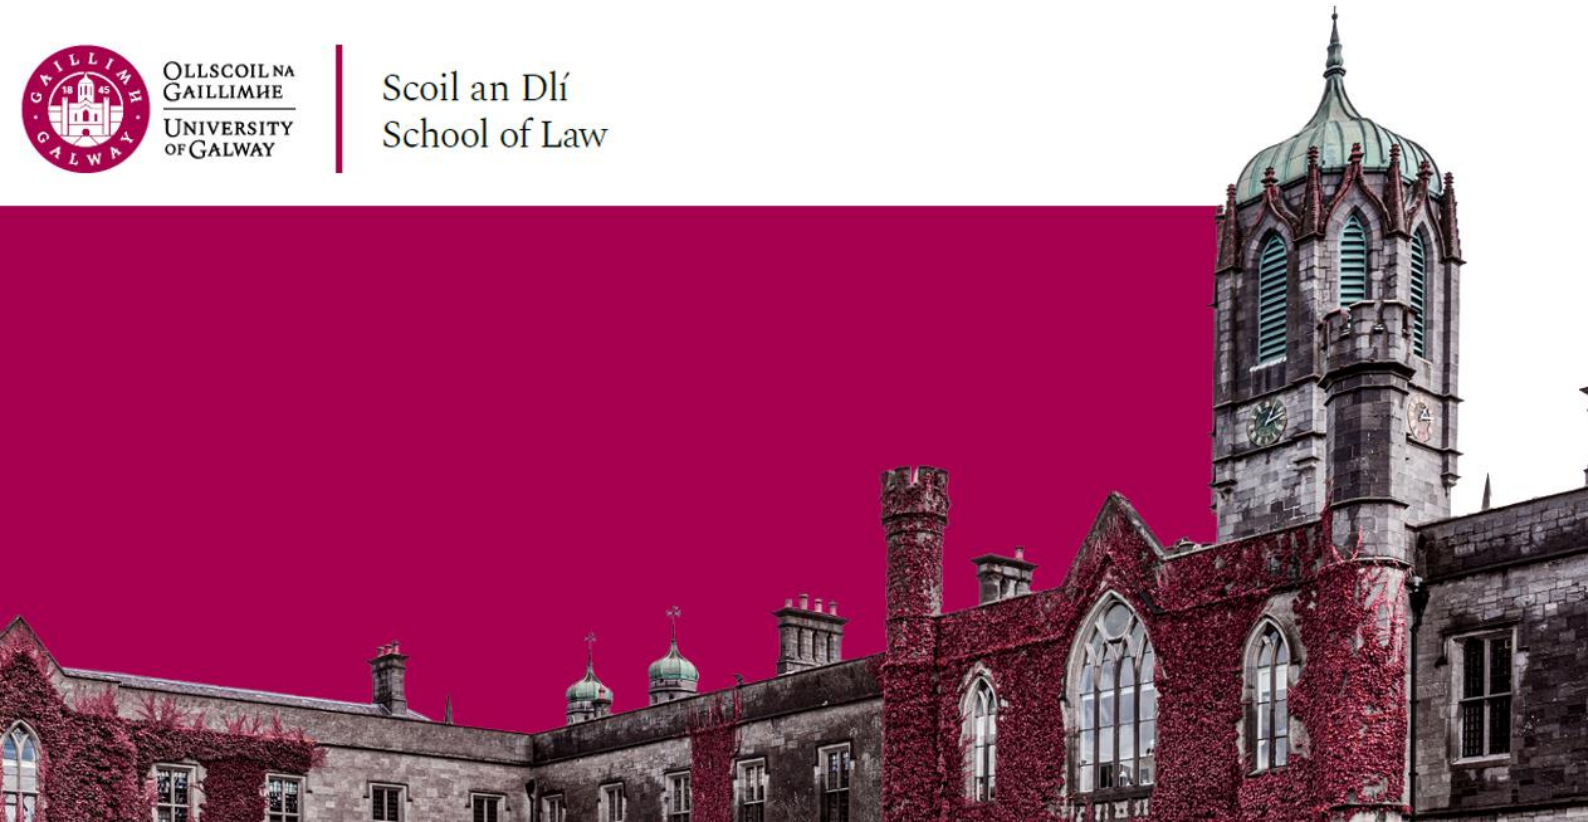 GAILLIMH
18 45
GALWAY
OLLSCOIL NA
GAILLIMHE
UNIVERSITY
OF GALWAY
Scoil an Dlí
School of Law